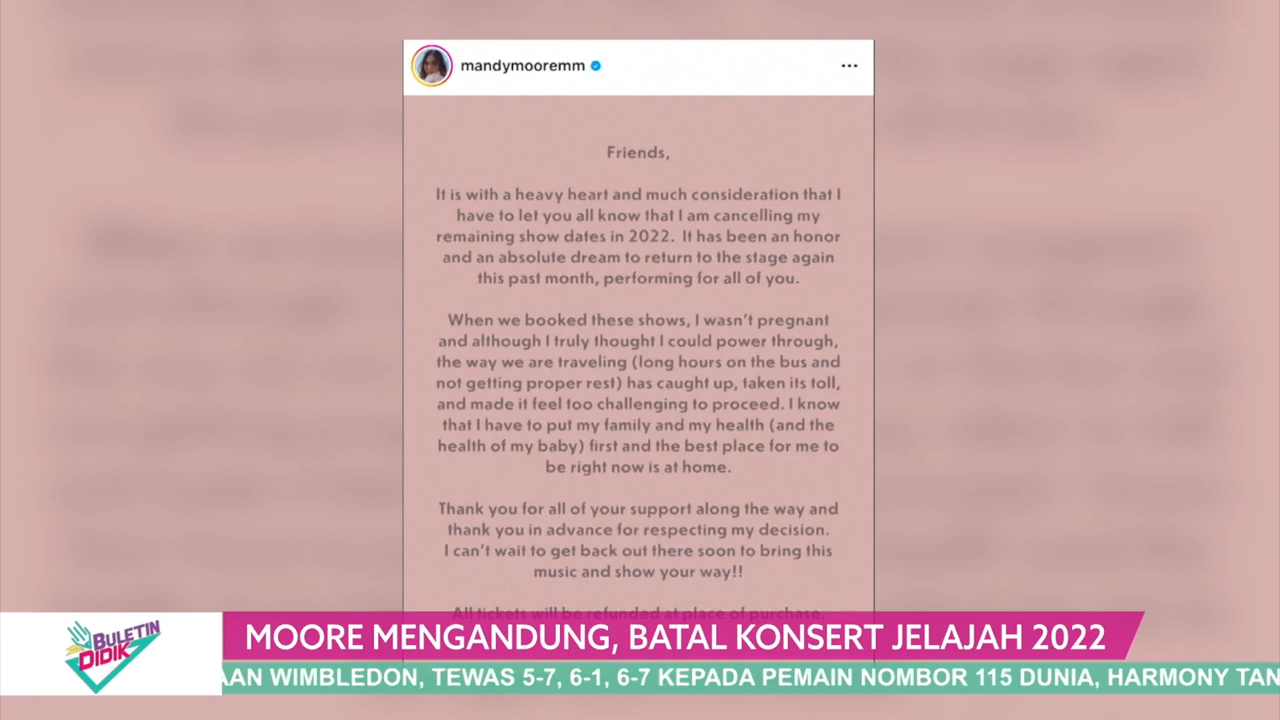 mandymooremm
Friends,
It is with a heavy heart and much consideration that I
have to let you all know that I am cancelling my
remaining show dates in 2022. It has been an honor
and an absolute dream to return to the stage again
this past month, performing for all of you.
When we booked these shows, I wasn't pregnant
and although I truly thought I could power through,
the way we are traveling (long hours on the bus and
not getting proper rest) has caught up, taken its toll,
and made it feel too challenging to proceed. I know
that I have to put my family and my health (and the
health of my baby) first and the best place for me to
be right now is at home.
Thank you for all of your support along the way and
thank you in advance for respecting my decision.
I can't wait to get back out there soon to bring this
music and show your way!!
All tickets will be refunded at place of purchase
BULETIN
DIDIK
MOORE MENGANDUNG, BATAL KONSERT JELAJAH 2022
AAN WIMBLEDON, TEWAS 5-7, 6-1, 6-7 KEPADA PEMAIN NOMBOR 115 DUNIA, HARMONY TAN